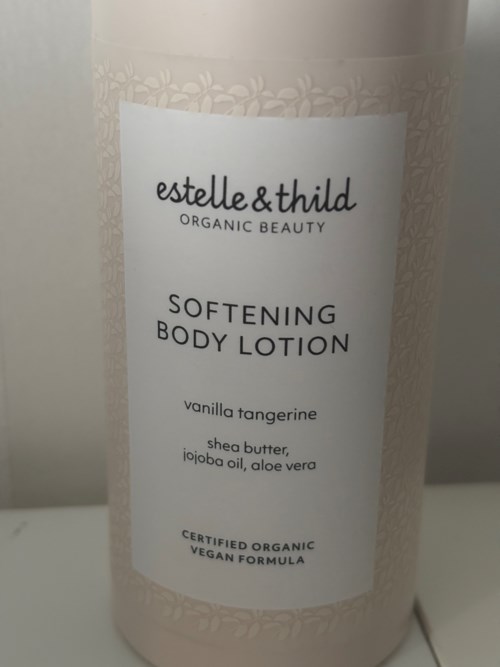 estelle & thild
ORGANIC BEAUTY
SOFTENING
BODY LOTION
vanilla tangerine
shea butter,
jojoba oil, aloe vera
CERTIFIED ORGANIC
VEGAN FORMULA